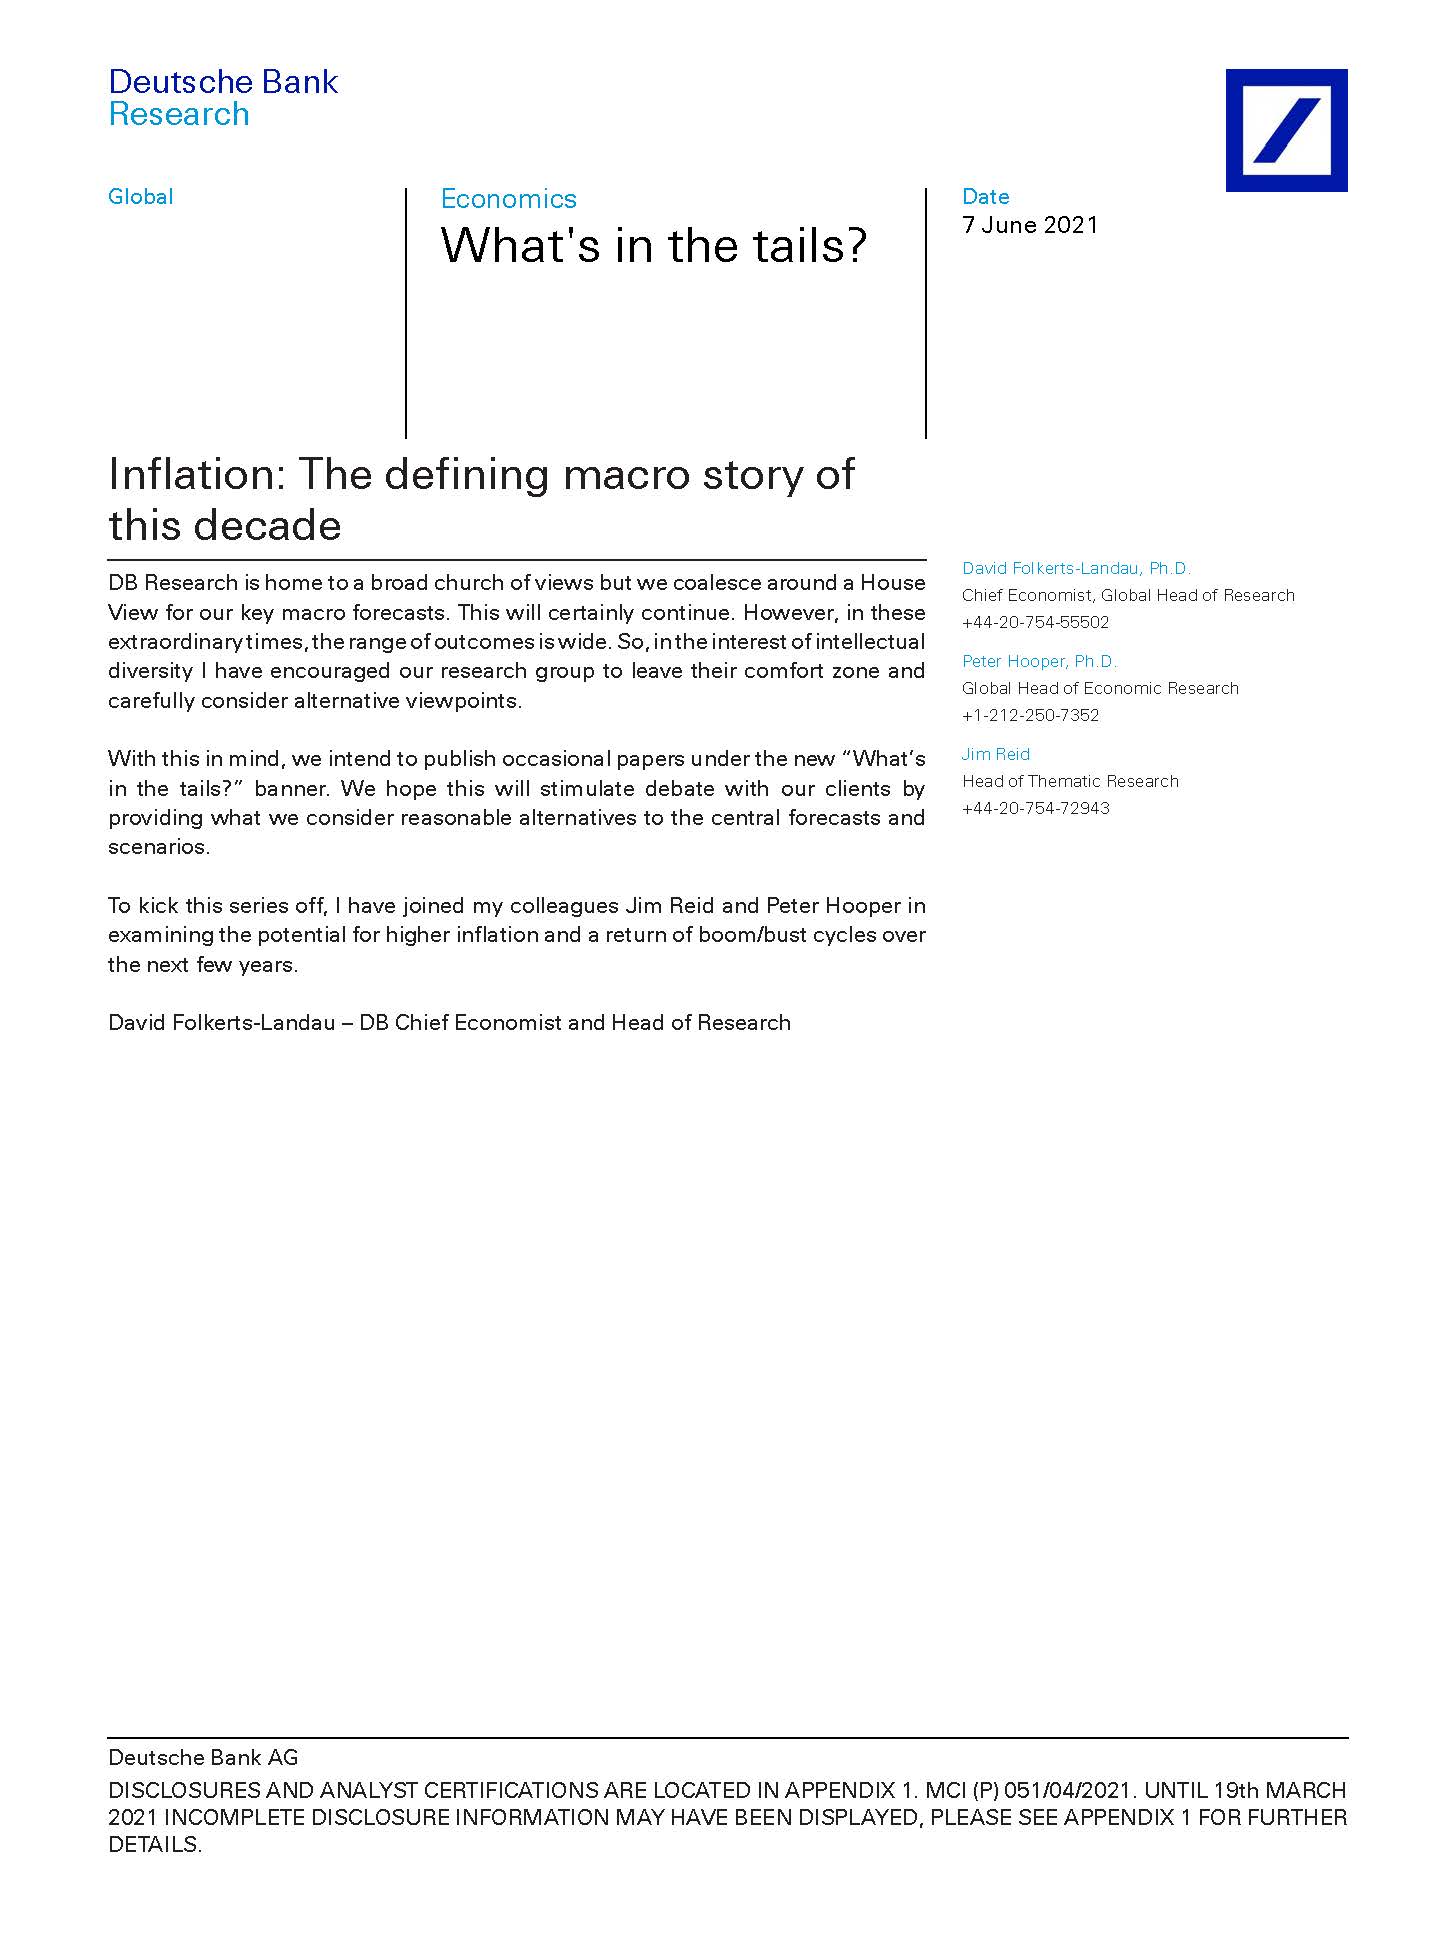 Deutsche Bank
Research
Global
Economics
What's in the tails?
Date
7 June 2021
Inflation: The defining macro story of
this decade
DB Research is home to a broad church of views but we coalesce around a House
View for our key macro forecasts. This will certainly continue. However, in these
extraordinary times, the range of outcomes is wide. So, in the interest of intellectual
diversity I have encouraged our research group to leave their comfort zone and
carefully consider alternative viewpoints.
With this in mind, we intend to publish occasional papers under the new “What’s
in the tails?” banner. We hope this will stimulate debate with our clients by
providing what we consider reasonable alternatives to the central forecasts and
scenarios.
To kick this series off, I have joined my colleagues Jim Reid and Peter Hooper in
examining the potential for higher inflation and a return of boom/bust cycles over
the next few years.
David Folkerts-Landau – DB Chief Economist and Head of Research
David Folkerts-Landau, Ph.D.
Chief Economist, Global Head of Research
+44-20-754-55502
Peter Hooper, Ph.D.
Global Head of Economic Research
+1-212-250-7352
Jim Reid
Head of Thematic Research
+44-20-754-72943
Deutsche Bank AG
DISCLOSURES AND ANALYST CERTIFICATIONS ARE LOCATED IN APPENDIX 1. MCI (P) 051/04/2021. UNTIL 19th MARCH
2021 INCOMPLETE DISCLOSURE INFORMATION MAY HAVE BEEN DISPLAYED, PLEASE SEE APPENDIX 1 FOR FURTHER
DETAILS.